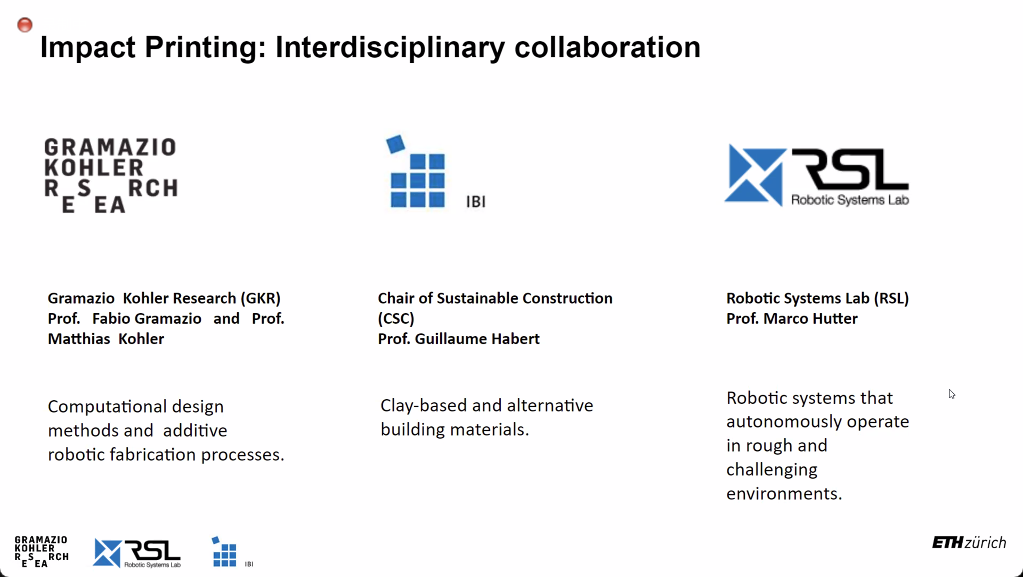 Impact Printing: Interdisciplinary collaboration
GRAMAZIO
KOHLER
RESEARCH
IBI
RSL
Robotic Systems Lab
Gramazio Kohler Research (GKR)
Prof. Fabio Gramazio and Prof.
Matthias Kohler
Chair of Sustainable Construction
(CSC)
Prof. Guillaume Habert
Robotic Systems Lab (RSL)
Prof. Marco Hutter
Computational design
methods and additive
robotic fabrication processes.
Clay-based and alternative
building materials.
Robotic systems that
autonomously operate
in rough and
challenging
environments.
GRAMAZIO
KOHLER
RESEARCH
RSL
Robotic Systems Lab
IBI
ETH zürich